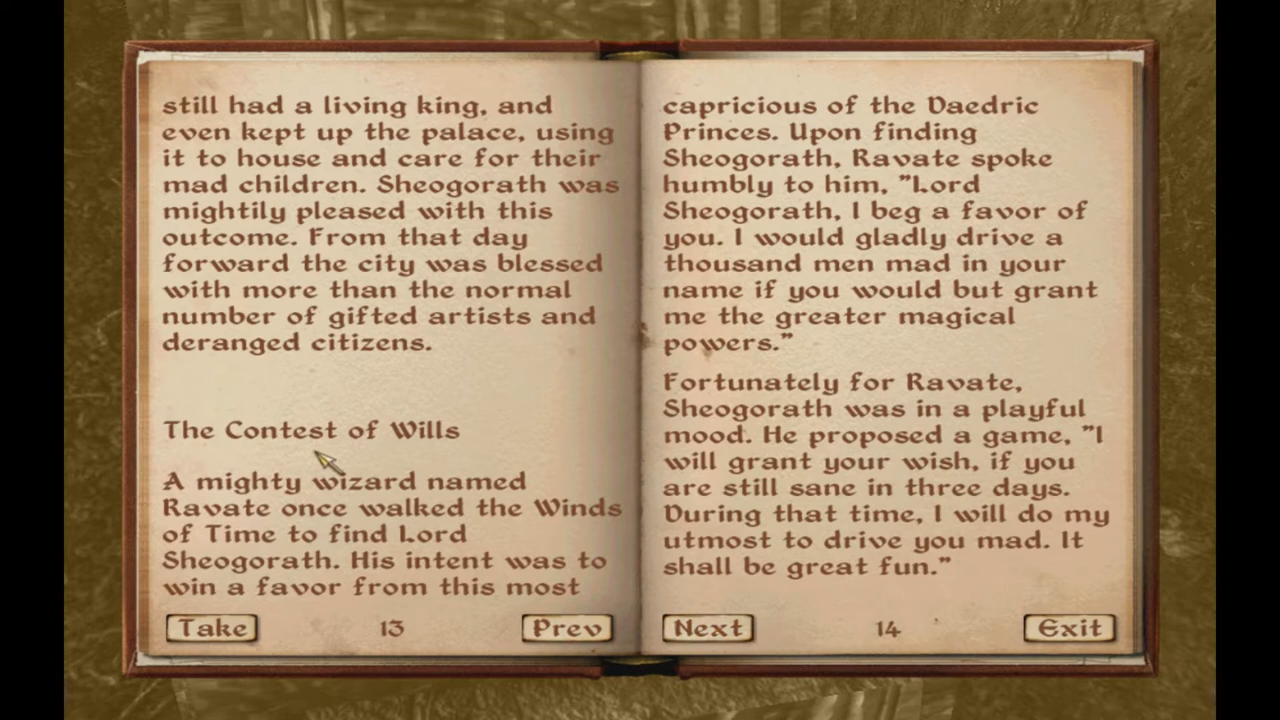 still had a living king, and
even kept up the palace, using
it to house and care for their
mad children. Sheogorath was
mightily pleased with this
outcome. From that day
forward the city was blessed
with more than the normal
number of gifted artists and
deranged citizens.
The Contest of Wills
A mighty wizard named
Ravate once walked the Winds
of Time to find Lord
Sheogorath. His intent was to
win a favor from this most
Take
13
Prev
capricious of the Daedric
Princes. Upon finding
Sheogorath, Ravate spoke
humbly to him, "Lord
Sheogorath, I beg a favor of
you. I would gladly drive a
thousand men mad in your
name if you would but grant
me the greater magical
powers."
Fortunately for Ravate,
Sheogorath was in a playful
mood. He proposed a game, "I
will grant your wish, if you
are still sane in three days.
During that time, I will do my
utmost to drive you mad. It
shall be great fun."
Next
14
Exit